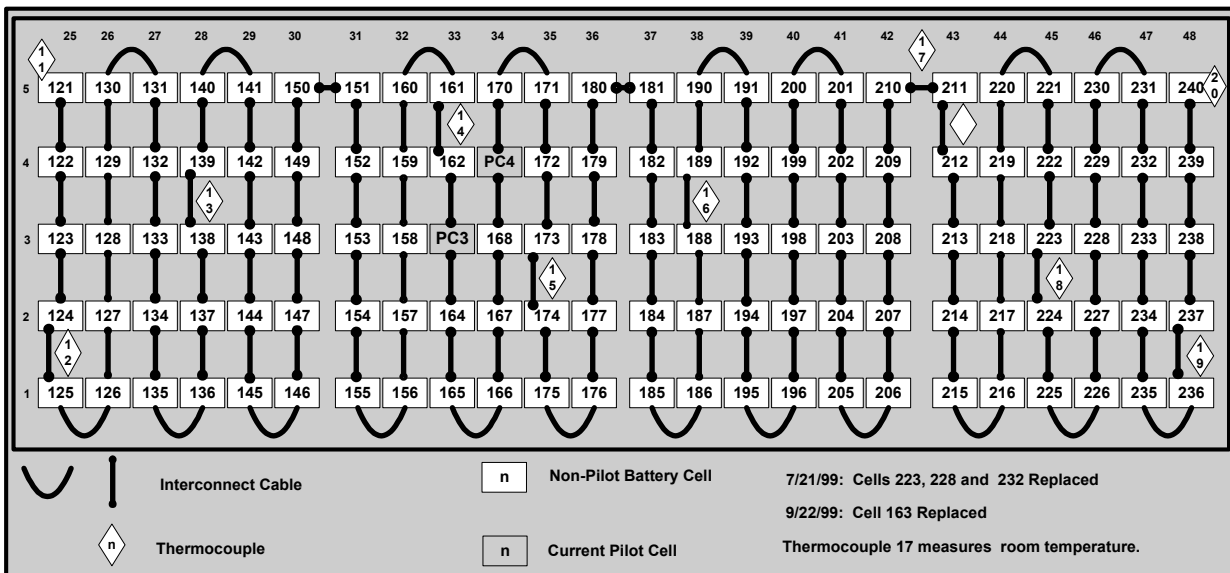 25 26 27 28 29 30 31 32 33 34 35 36 37 38 39 40 41 42 43 44 45 46 47 48
11
17
5 121 130 131 140 141 150 151 160 161 170 171 180 181 190 191 200 201 210 211 220 221 230 231 240
20
14
4 122 129 132 139 142 149 152 159 162 PC4 172 179 182 189 192 199 202 209 212 219 222 229 232 239
13
16
3 123 128 133 138 143 148 153 158 PC3 168 173 178 183 188 193 198 203 208 213 218 223 228 233 238
15
18
2 124 127 134 137 144 147 154 157 164 167 174 177 184 187 194 197 204 207 214 217 224 227 234 237
12
19
1 125 126 135 136 145 146 155 156 165 166 175 176 185 186 195 196 205 206 215 216 225 226 235 236
Interconnect Cable
n Non-Pilot Battery Cell
7/21/99: Cells 223, 228 and 232 Replaced
9/22/99: Cell 163 Replaced
n Thermocouple
n Current Pilot Cell
Thermocouple 17 measures room temperature.